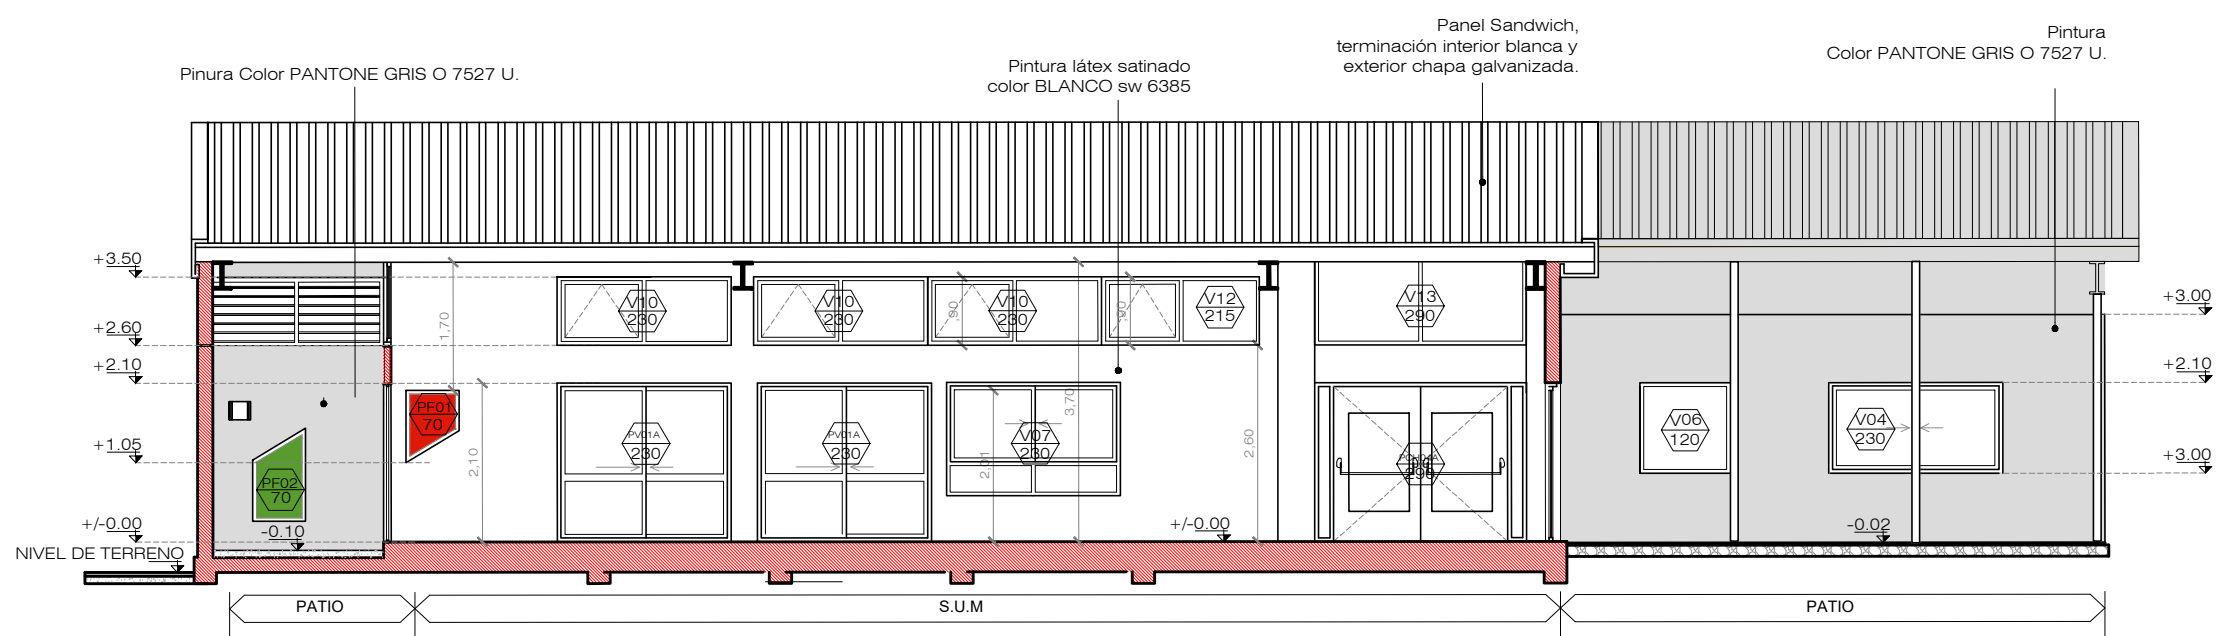 Panel Sandwich,
terminación interior blanca y
exterior chapa galvanizada.
Pintura
Color PANTONE GRIS O 7527 U.
Pintura látex satinado
color BLANCO sw 6385
Pinura Color PANTONE GRIS O 7527 U.
+3.50
+2.60
+2.10
+1.05
+/-0.00
NIVEL DE TERRENO
-0.10
PF02
70
PF01
70
1,70
2,10
V10
230
V10
230
V10
230
,90
V12
215
,90
V13
290
PV01A
230
PV01A
230
V07
230
2,01
3,70
2,60
+/-0.00
290
V06
120
V04
230
-0.02
+3.00
+2.10
+3.00
PATIO
S.U.M
PATIO